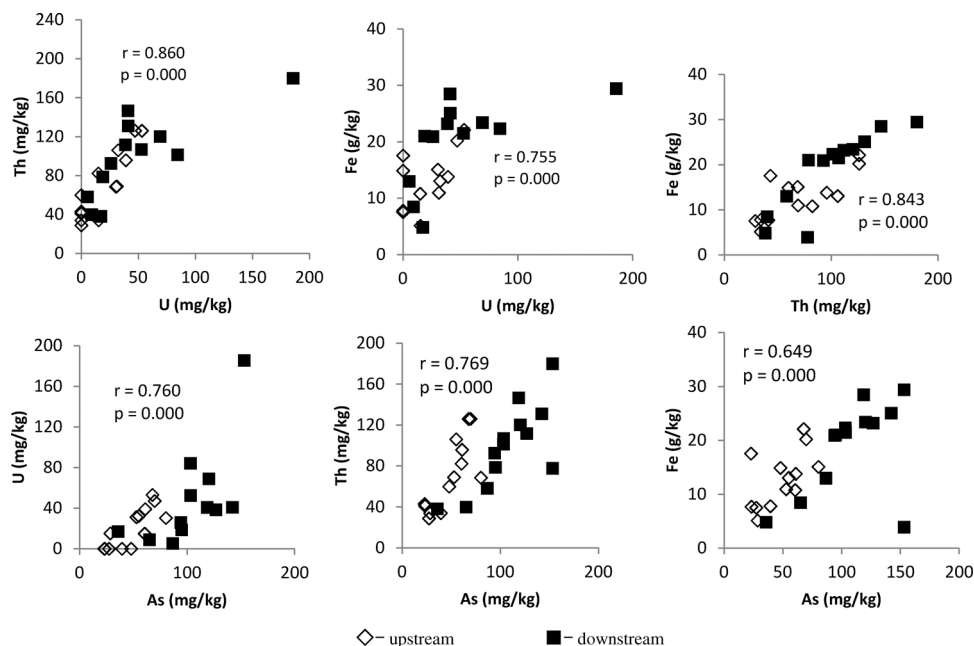 240
200
160
120
80
40
0
Th (mg/kg)
r = 0.860
p = 0.000
0 50 100 150 200
U (mg/kg)
40
30
20
10
0
Fe (g/kg)
r = 0.755
p = 0.000
0 50 100 150 200
U (mg/kg)
40
30
20
10
0
Fe (g/kg)
r = 0.843
p = 0.000
0 100 200
Th (mg/kg)
200
160
120
80
40
0
U (mg/kg)
r = 0.760
p = 0.000
0 100 200
As (mg/kg)
200
160
120
80
40
0
Th (mg/kg)
r = 0.769
p = 0.000
0 100 200
As (mg/kg)
40
30
20
10
0
Fe (g/kg)
r = 0.649
p = 0.000
0 50 100 150 200
As (mg/kg)
– upstream
– downstream